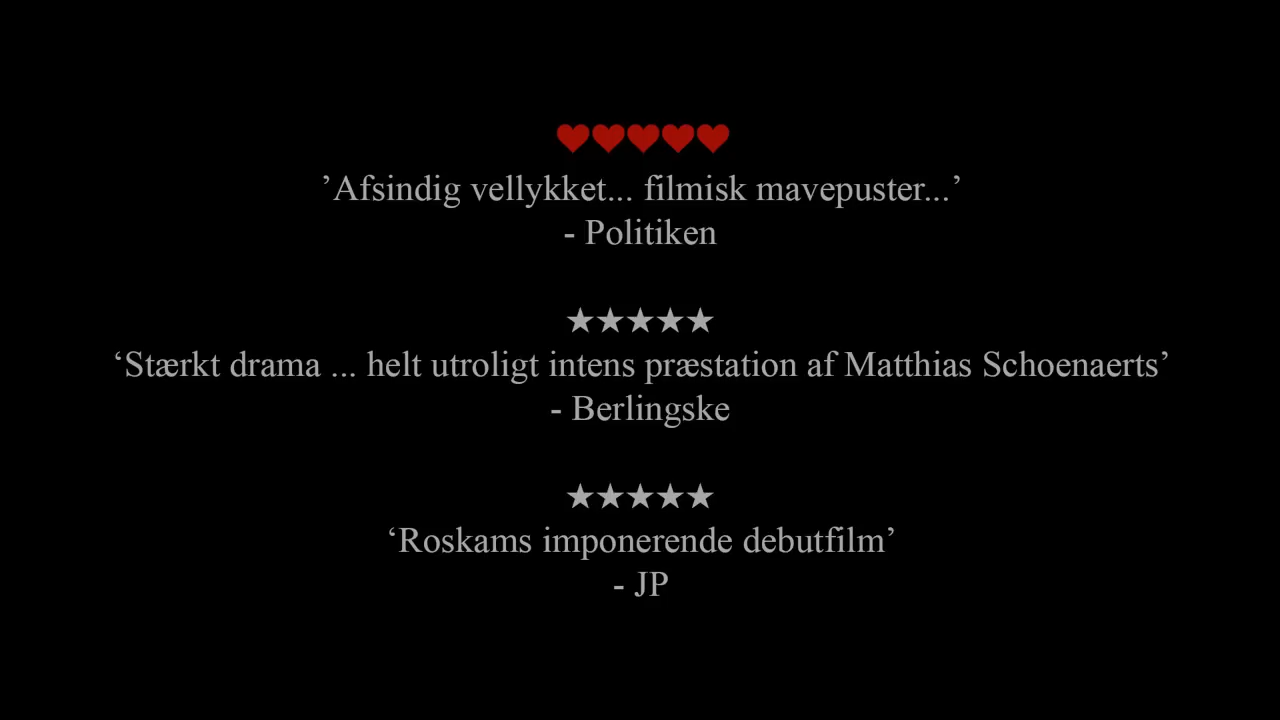 ♥♥♥♥♥
’Afsindig vellykket... filmisk mavepuster...’
- Politiken
★★★★★
‘Stærkt drama ... helt utroligt intens præstation af Matthias Schoenaerts’
- Berlingske
★★★★★
‘Roskams imponerende debutfilm’
- JP